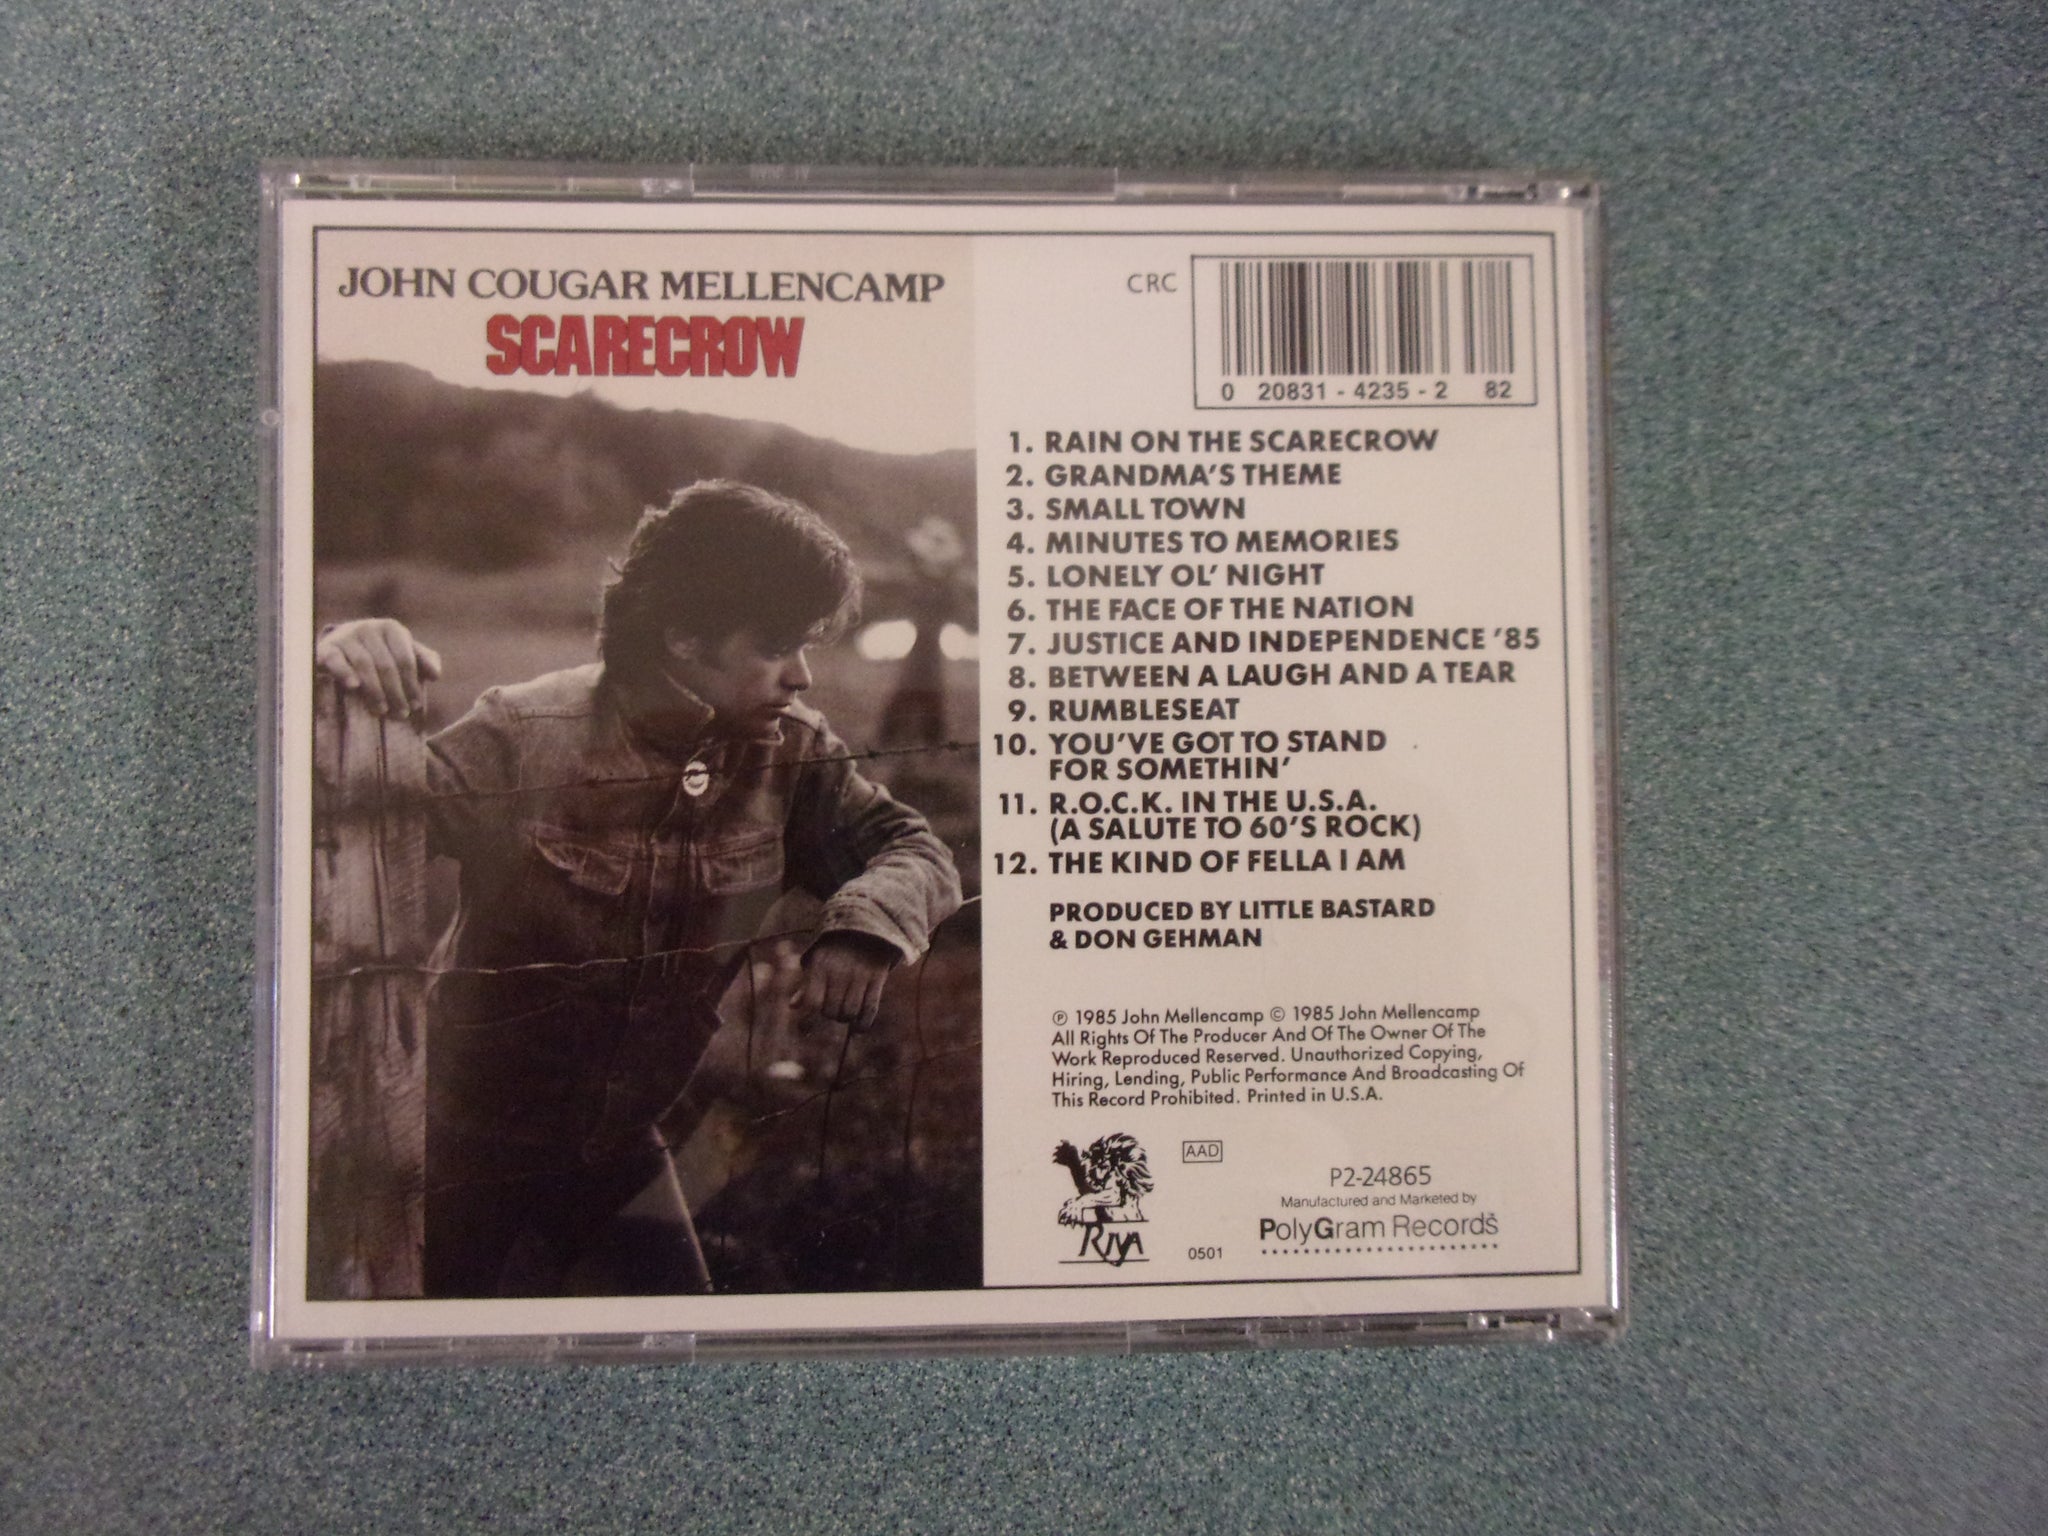 JOHN COUGAR MELLENCAMP
SCARECROW
CRC
0 20831 - 4235 - 2 82
1. RAIN ON THE SCARECROW
2. GRANDMA'S THEME
3. SMALL TOWN
4. MINUTES TO MEMORIES
5. LONELY OL' NIGHT
6. THE FACE OF THE NATION
7. JUSTICE AND INDEPENDENCE '85
8. BETWEEN A LAUGH AND A TEAR
9. RUMBLESEAT
10. YOU'VE GOT TO STAND
FOR SOMETHIN'
11. R.O.C.K. IN THE U.S.A.
(A SALUTE TO 60'S ROCK)
12. THE KIND OF FELLA I AM
PRODUCED BY LITTLE BASTARD
& DON GEHMAN
℗ 1985 John Mellencamp © 1985 John Mellencamp
All Rights Of The Producer And Of The Owner Of The
Work Reproduced Reserved. Unauthorized Copying,
Hiring, Lending, Public Performance And Broadcasting Of
This Record Prohibited. Printed in U.S.A.
RIVA
AAD
0501
P2-24865
Manufactured and Marketed by
PolyGram Records